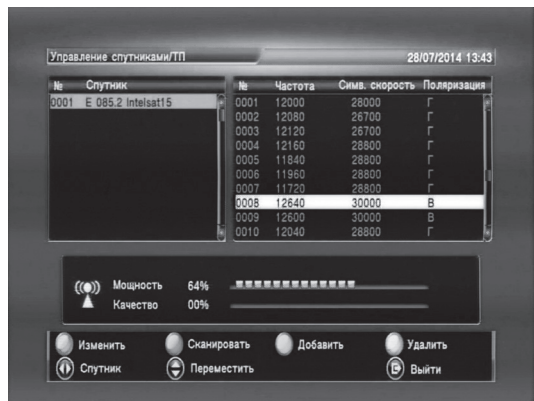 Управление спутниками/ТП 28/07/2014 13:43
№ Спутник
0001 E 085.2 Intelsat15
№ Частота Симв. скорость Поляризация
0001 12000 28000 Г
0002 12080 26700 Г
0003 12120 26700 Г
0004 12160 28800 Г
0005 11840 28800 Г
0006 11960 28800 Г
0007 11720 28800 Г
0008 12640 30000 В
0009 12600 30000 В
0010 12040 28800 Г
Мощность 64%
Качество 00%
Изменить Сканировать Добавить Удалить
Спутник Переместить Выйти